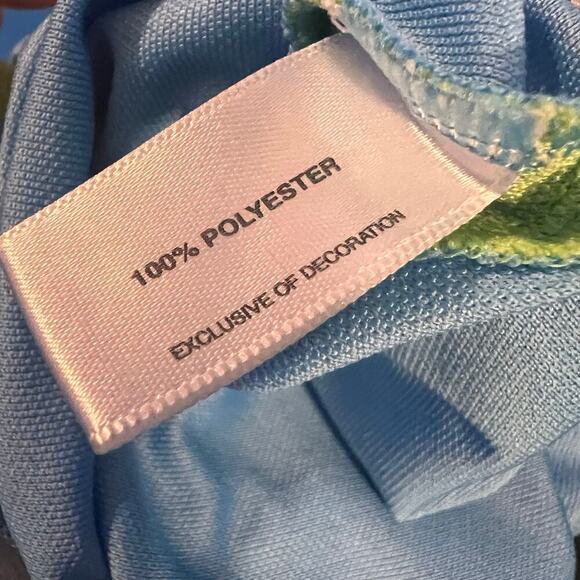 100% POLYESTER
EXCLUSIVE OF DECORATION